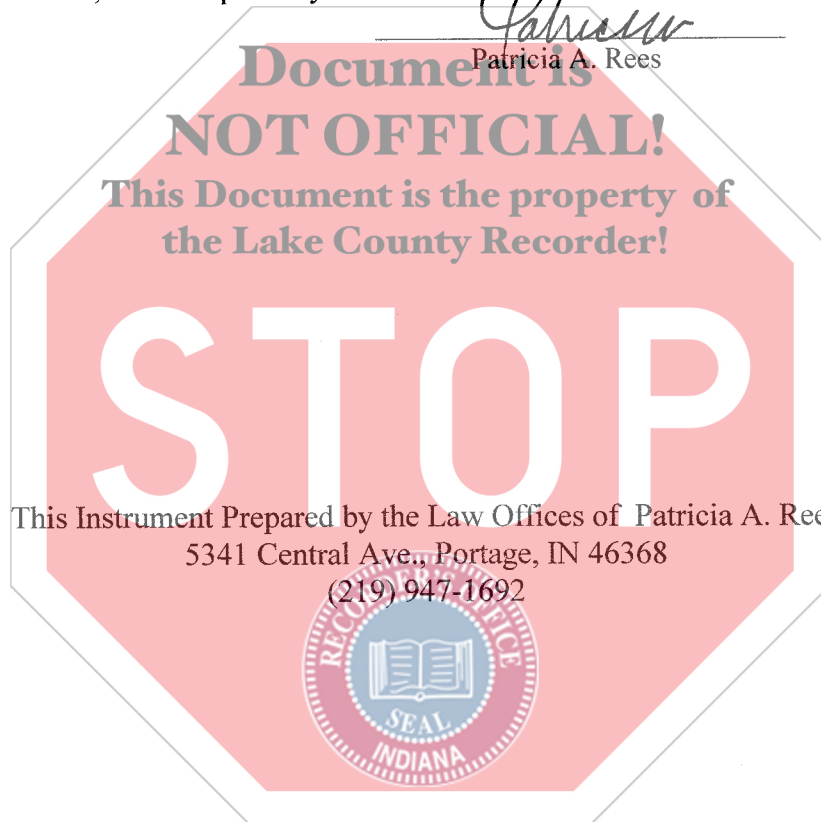 Patricia A. Rees
Document is
NOT OFFICIAL!
This Document is the property of
the Lake County Recorder!
STOP
This Instrument Prepared by the Law Offices of Patricia A. Ree
5341 Central Ave., Portage, IN 46368
(219) 947-1692
RECORDER'S OFFICE
SEAL
INDIANA